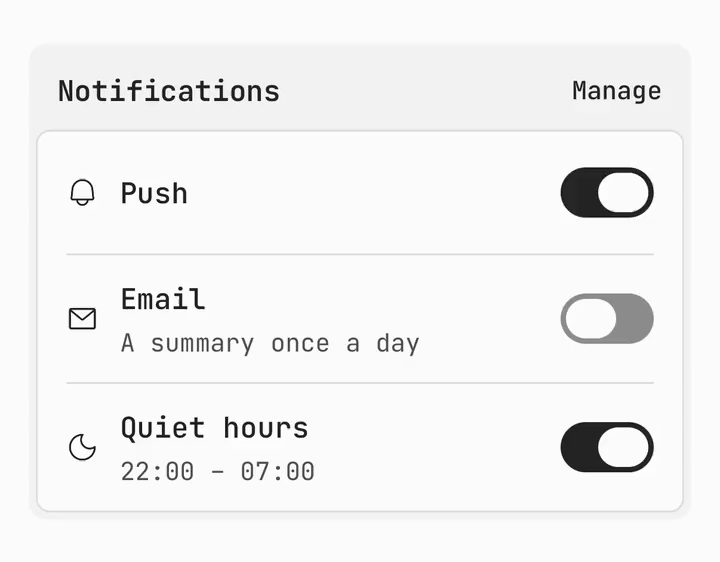 Notifications
Manage
Push
Email
A summary once a day
Quiet hours
22:00 – 07:00